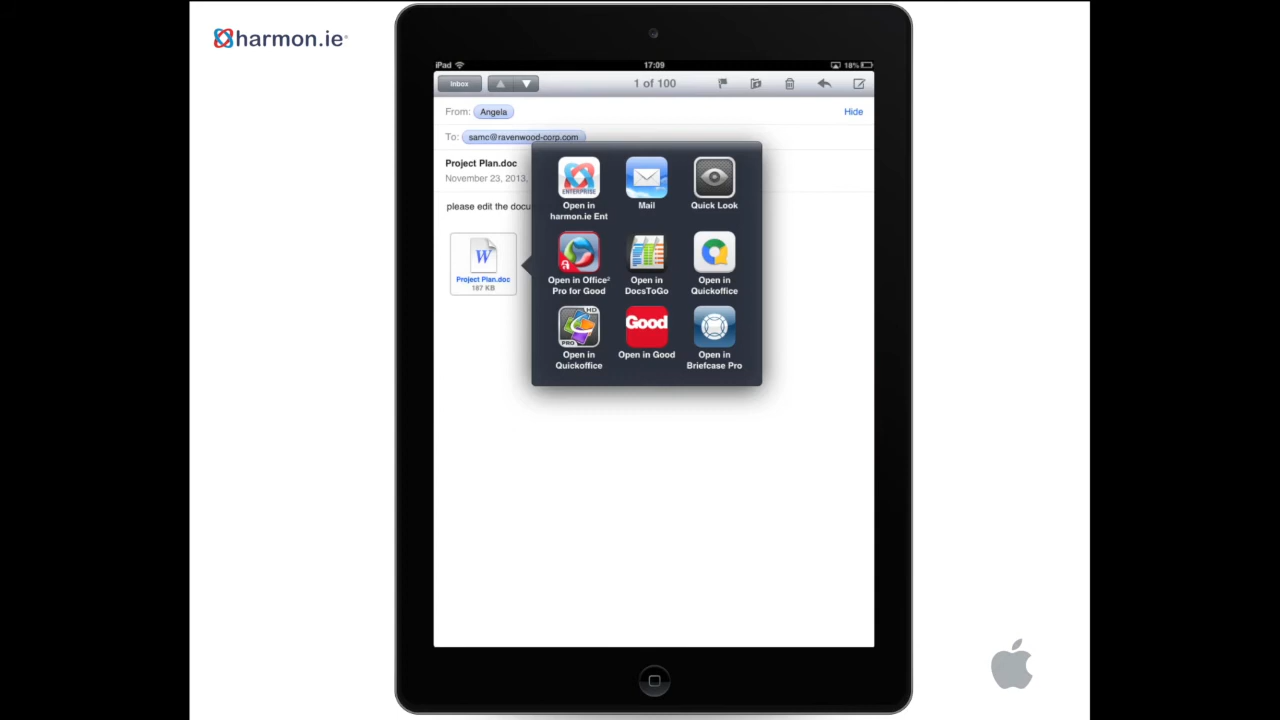 harmon.ie®
iPad 17:09 18%
Inbox 1 of 100
From: Angela Hide
To: samc@ravenwood-corp.com
Project Plan.doc
November 23, 2013,
please edit the docu
W
Project Plan.doc
187 KB
ENTERPRISE
Open in harmon.ie Ent
Mail
Quick Look
a
Open in Office² Pro for Good
Open in DocsToGo
Open in Quickoffice
HD
PRO
Open in Quickoffice
Good
Open in Good
Open in Briefcase Pro